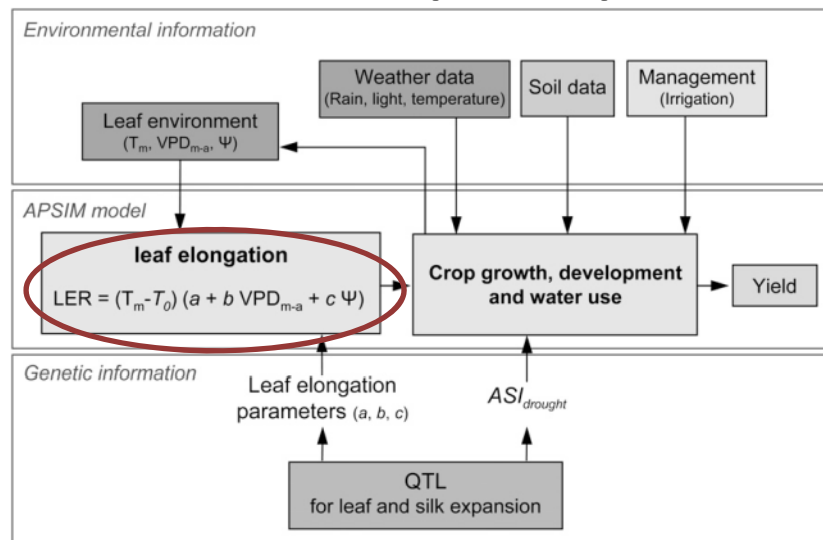 Environmental information
Weather data
(Rain, light, temperature)
Soil data
Management
(Irrigation)
Leaf environment
(Tm, VPDm-a, Ψ)
APSIM model
leaf elongation
LER = (Tm-T0) (a + b VPDm-a + c Ψ)
Crop growth, development
and water use
Yield
Genetic information
Leaf elongation
parameters (a, b, c)
ASIdrought
QTL
for leaf and silk expansion